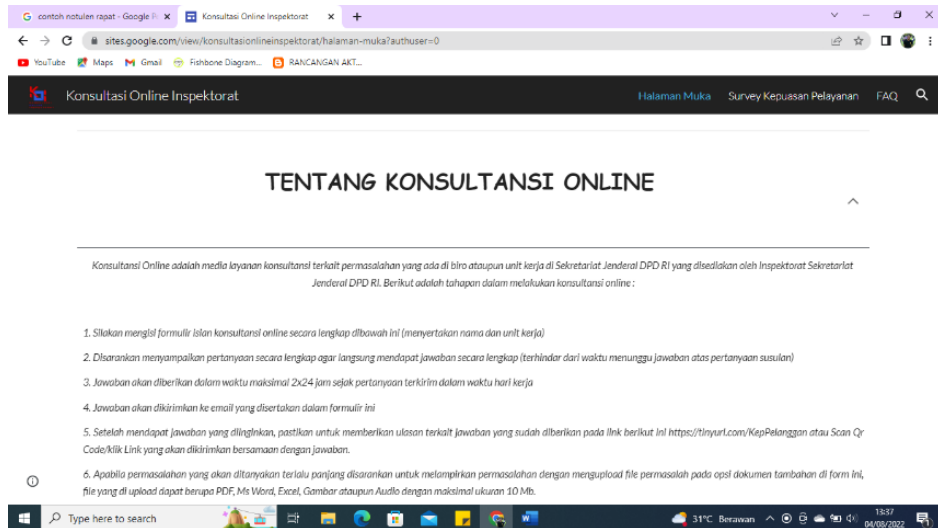 contoh notulen rapat - Google P
Konsultasi Online Inspektorat
sites.google.com/view/konsultasionlineinspektorat/halaman-muka?authuser=0
YouTube Maps Gmail Fishbone Diagram... RANCANGAN AKT...
Konsultasi Online Inspektorat Halaman Muka Survey Kepuasan Pelayanan FAQ
TENTANG KONSULTANSI ONLINE
Konsultansi Online adalah media layanan konsultansi terkait permasalahan yang ada di biro ataupun unit kerja di Sekretariat Jenderal DPD RI yang disediakan oleh Inspektorat Sekretariat
Jenderal DPD RI. Berikut adalah tahapan dalam melakukan konsultansi online :
1. Silakan mengisi formulir isian konsultansi online secara lengkap dibawah ini (menyertakan nama dan unit kerja)
2. Disarankan menyampaikan pertanyaan secara lengkap agar langsung mendapat jawaban secara lengkap (terhindar dari waktu menunggu jawaban atas pertanyaan susulan)
3. Jawaban akan diberikan dalam waktu maksimal 2x24 jam sejak pertanyaan terkirim dalam waktu hari kerja
4. Jawaban akan dikirimkan ke email yang disertakan dalam formulir ini
5. Setelah mendapat jawaban yang diinginkan, pastikan untuk memberikan ulasan terkait jawaban yang sudah diberikan pada link berikut ini https://tinyurl.com/KepPelanggan atau Scan Qr
Code/klik Link yang akan dikirimkan bersamaan dengan jawaban.
6. Apabila permasalahan yang akan ditanyakan terlalu panjang disarankan untuk melampirkan permasalahan dengan mengupload file permasalah pada opsi dokumen tambahan di form ini,
file yang di upload dapat berupa PDF, Ms Word, Excel, Gambar ataupun Audio dengan maksimal ukuran 10 Mb.
Type here to search 31°C Berawan 13:37
04/08/2022